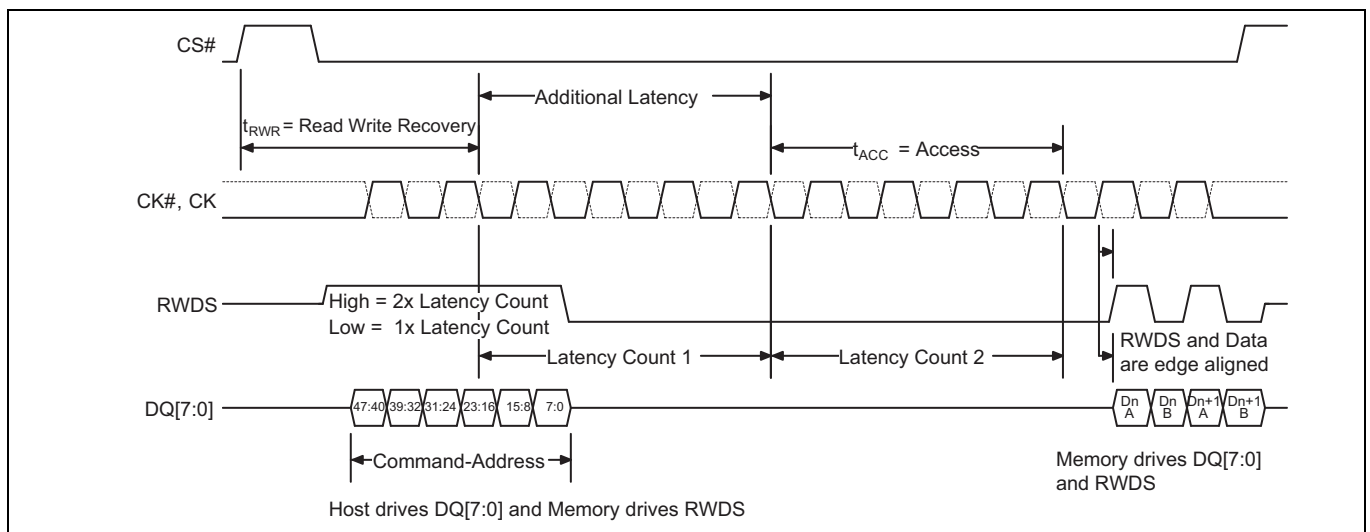 CS#
Additional Latency
tRWR = Read Write Recovery
tACC = Access
CK#, CK
RWDS
High = 2x Latency Count
Low = 1x Latency Count
RWDS and Data
are edge aligned
Latency Count 1
Latency Count 2
DQ[7:0]
47:40 39:32 31:24 23:16 15:8 7:0
Dn A Dn B Dn+1 A Dn+1 B
Command-Address
Memory drives DQ[7:0]
and RWDS
Host drives DQ[7:0] and Memory drives RWDS